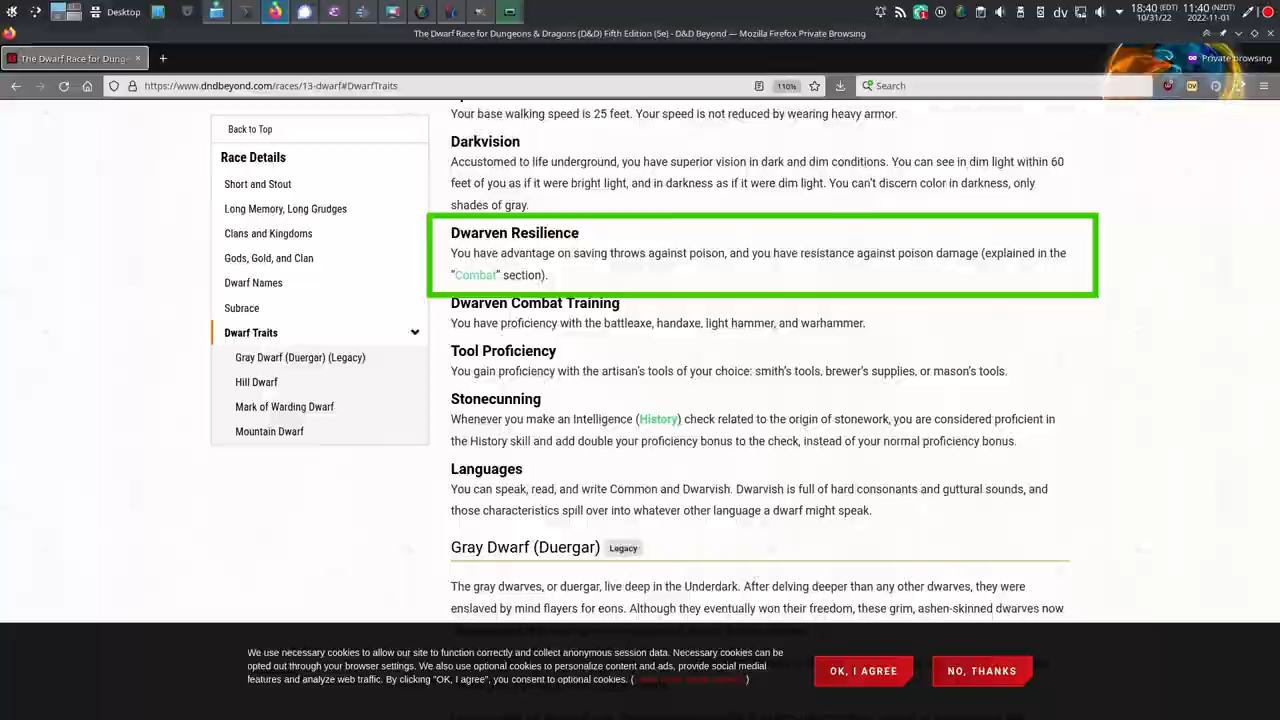 Desktop
18:40 (EDT)
10/31/22
11:40 (NZDT)
2022-11-01
dv
The Dwarf Race for Dungeons & Dragons (D&D) Fifth Edition (5e) - D&D Beyond — Mozilla Firefox Private Browsing
The Dwarf Race for Dung
Private browsing
https://www.dndbeyond.com/races/13-dwarf#DwarfTraits
110%
Search
Back to Top
Race Details
Short and Stout
Long Memory, Long Grudges
Clans and Kingdoms
Gods, Gold, and Clan
Dwarf Names
Subrace
Dwarf Traits
Gray Dwarf (Duergar) (Legacy)
Hill Dwarf
Mark of Warding Dwarf
Mountain Dwarf
Your base walking speed is 25 feet. Your speed is not reduced by wearing heavy armor.
Darkvision
Accustomed to life underground, you have superior vision in dark and dim conditions. You can see in dim light within 60
feet of you as if it were bright light, and in darkness as if it were dim light. You can't discern color in darkness, only
shades of gray.
Dwarven Resilience
You have advantage on saving throws against poison, and you have resistance against poison damage (explained in the
“Combat” section).
Dwarven Combat Training
You have proficiency with the battleaxe, handaxe, light hammer, and warhammer.
Tool Proficiency
You gain proficiency with the artisan's tools of your choice: smith's tools, brewer's supplies, or mason's tools.
Stonecunning
Whenever you make an Intelligence (History) check related to the origin of stonework, you are considered proficient in
the History skill and add double your proficiency bonus to the check, instead of your normal proficiency bonus.
Languages
You can speak, read, and write Common and Dwarvish. Dwarvish is full of hard consonants and guttural sounds, and
those characteristics spill over into whatever other language a dwarf might speak.
Gray Dwarf (Duergar) Legacy
The gray dwarves, or duergar, live deep in the Underdark. After delving deeper than any other dwarves, they were
enslaved by mind flayers for eons. Although they eventually won their freedom, these grim, ashen-skinned dwarves now
We use necessary cookies to allow our site to function correctly and collect anonymous session data. Necessary cookies can be
opted out through your browser settings. We also use optional cookies to personalize content and ads, provide social medial
features and analyze web traffic. By clicking "OK, I agree", you consent to optional cookies. ( )
OK, I AGREE
NO, THANKS